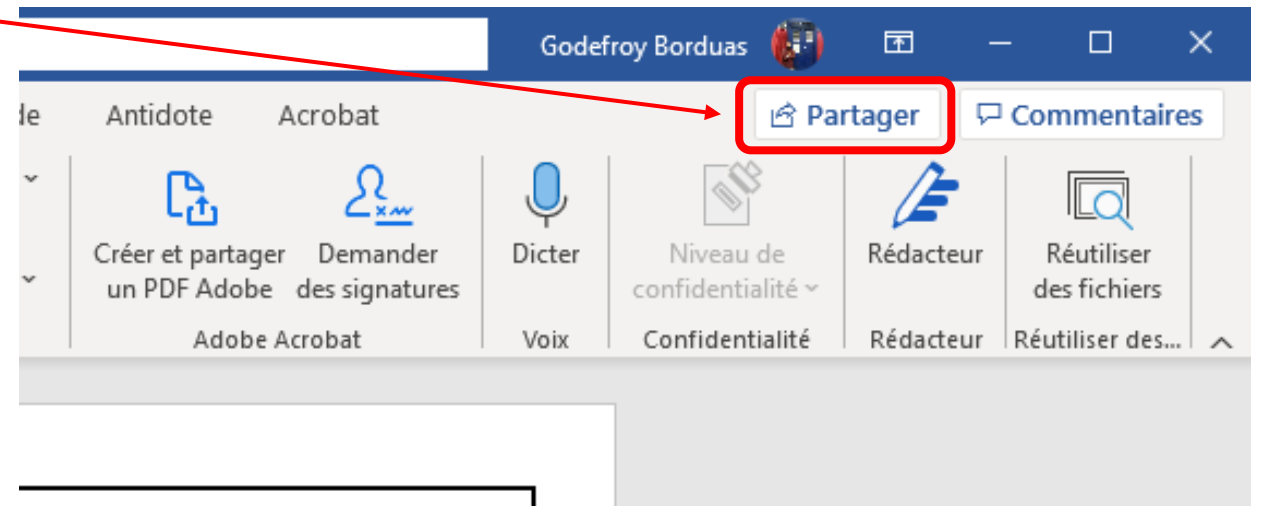 Godefroy Borduas
de Antidote Acrobat Partager Commentaires
Créer et partager Demander Dicter Niveau de Rédacteur Réutiliser
un PDF Adobe des signatures confidentialité des fichiers
Adobe Acrobat Voix Confidentialité Rédacteur Réutiliser des...